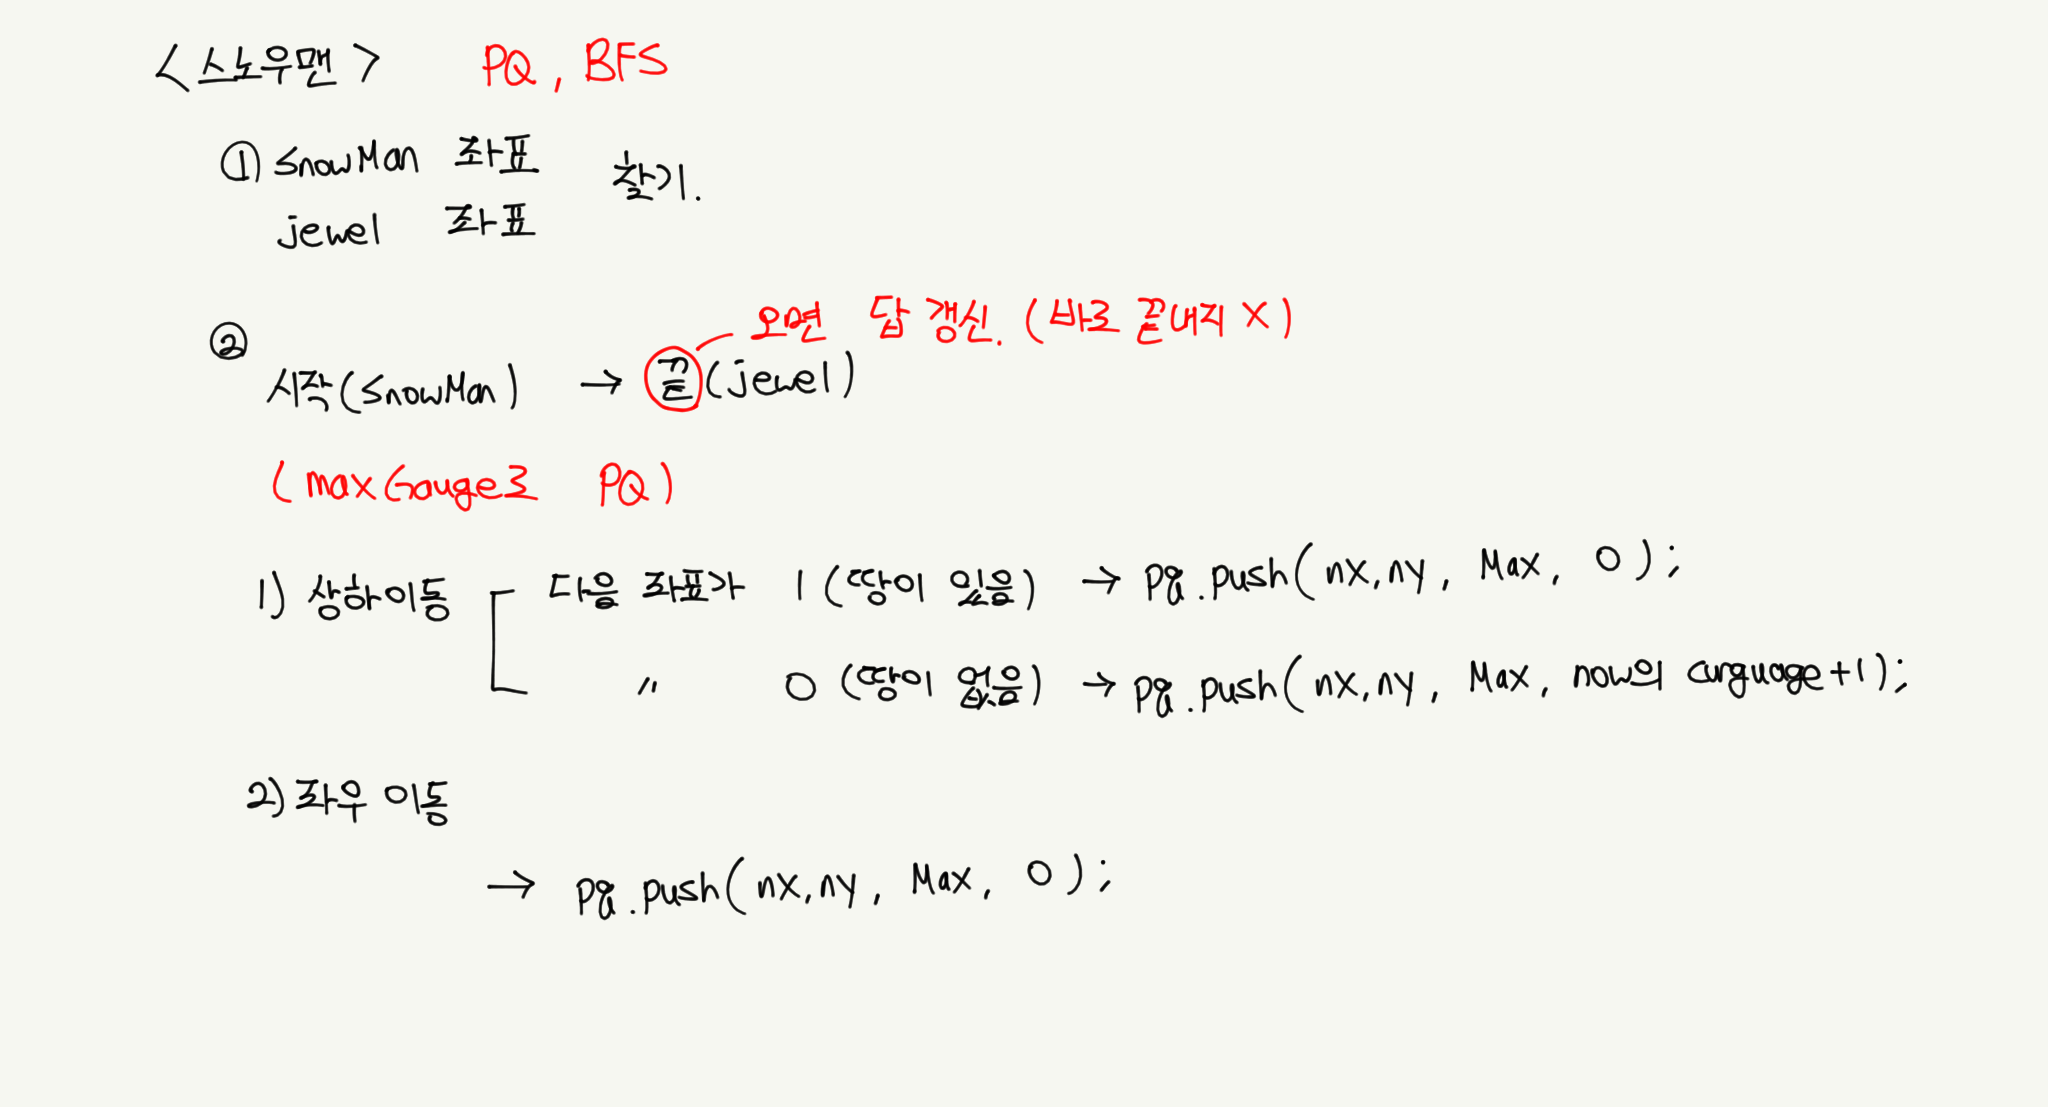 <스노우맨> PQ, BFS
① SnowMan 좌표 찾기.
jewel 좌표
② 오면 답 갱신. (바로 끝내지 X)
시작(SnowMan) → 끝(jewel)
(maxGauge로 PQ)
1) 상하이동 다음 좌표가 1 (땅이 있음) → pq.push(nx,ny, Max, 0);
〃 0 (땅이 없음) → pq.push(nx,ny, Max, now의 curguage+1);
2) 좌우 이동
→ pq.push(nx,ny, Max, 0);